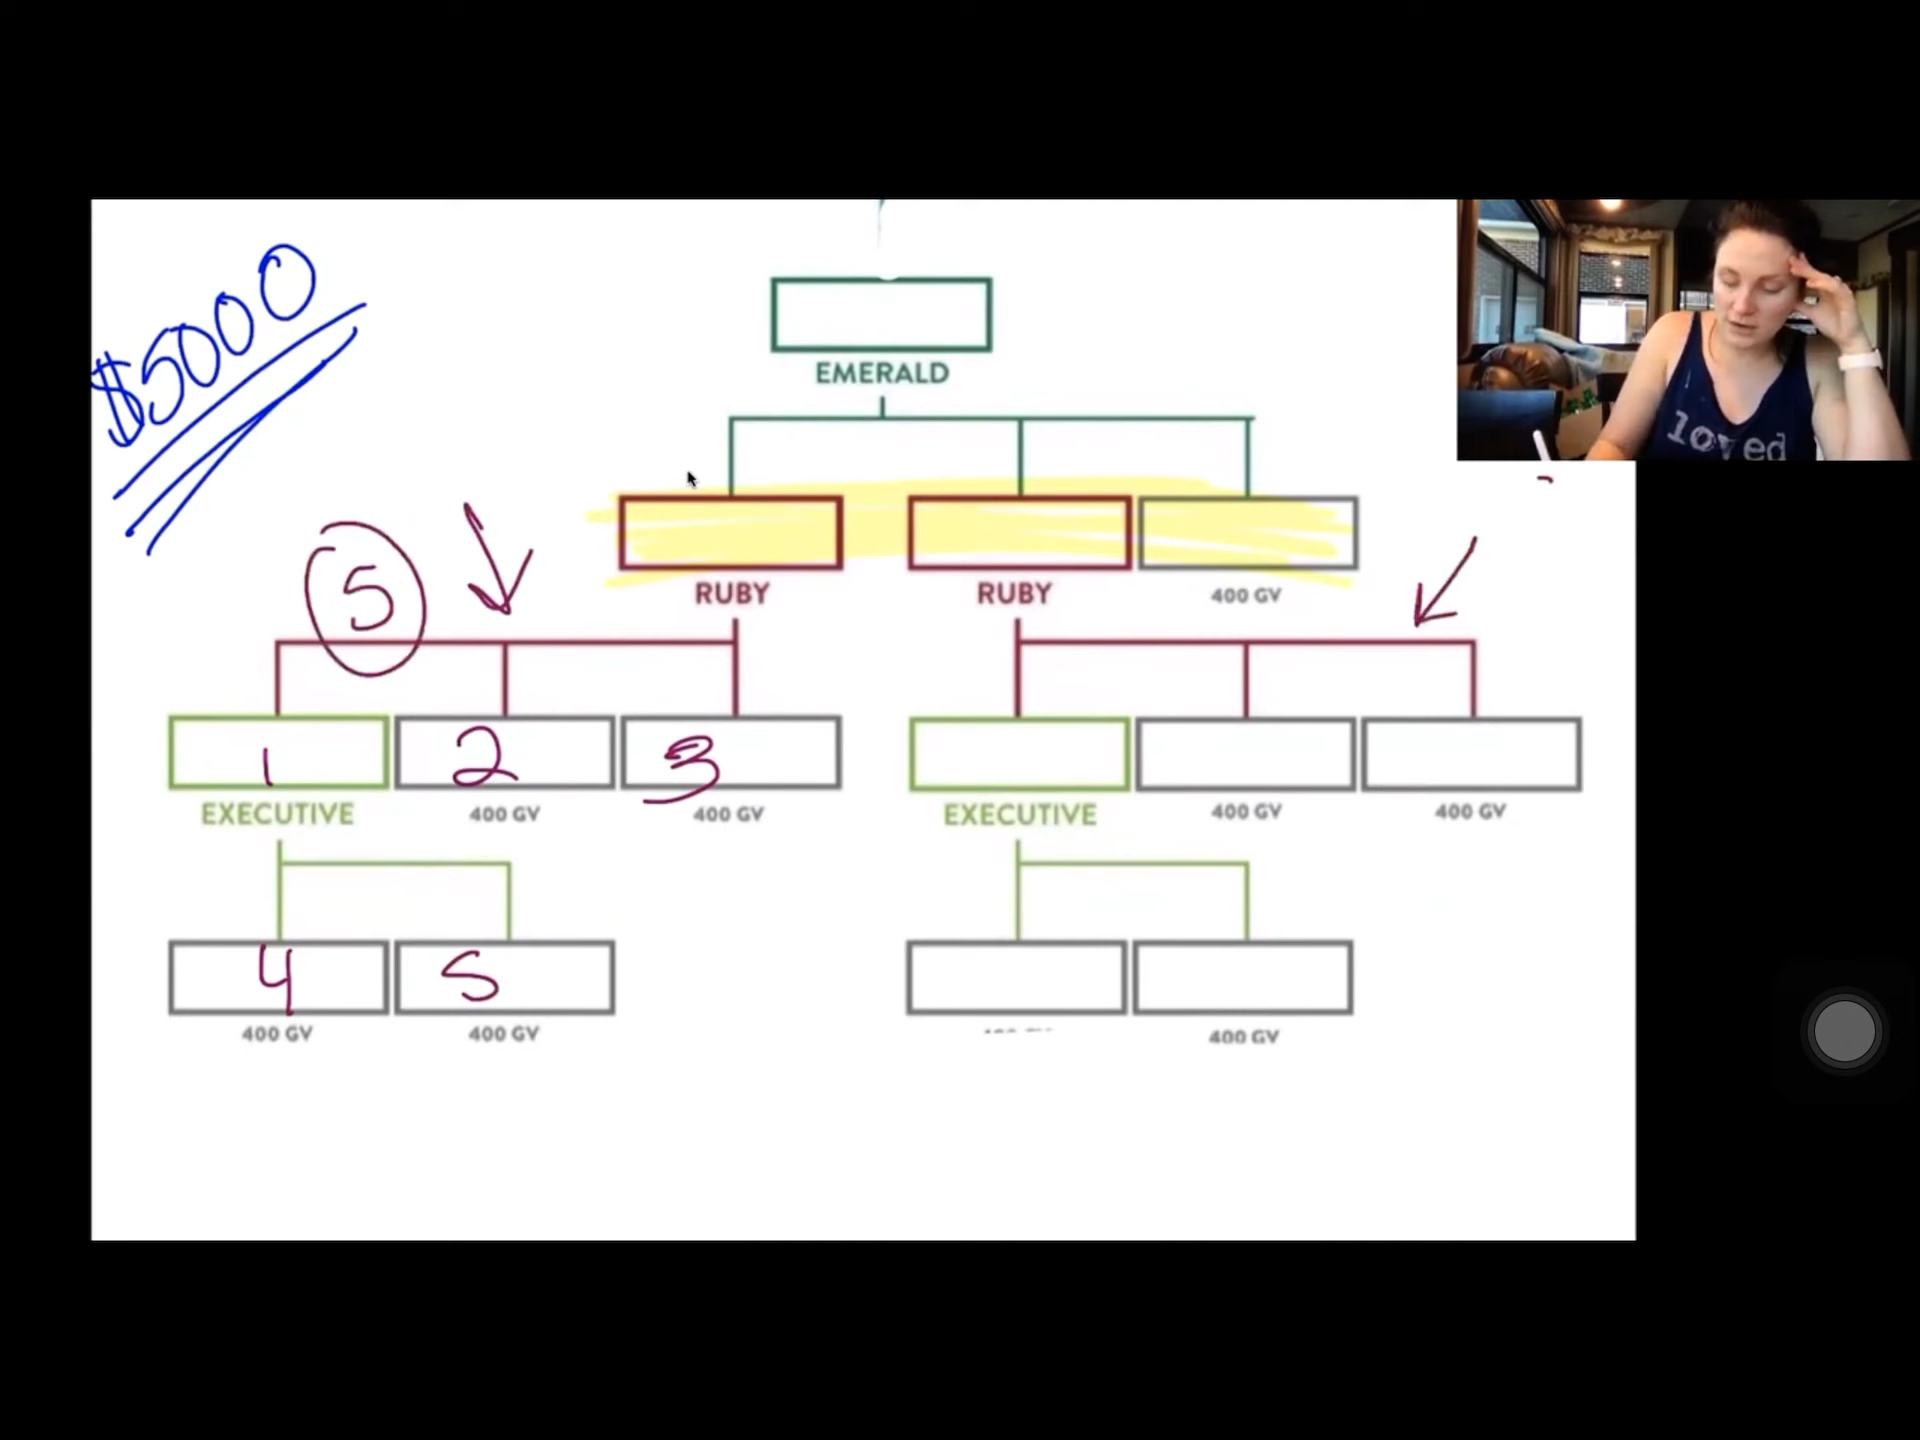 $5000
EMERALD
RUBY RUBY 400 GV
5
1 2 3
EXECUTIVE 400 GV 400 GV EXECUTIVE 400 GV 400 GV
4 5
400 GV 400 GV 400 GV
loved